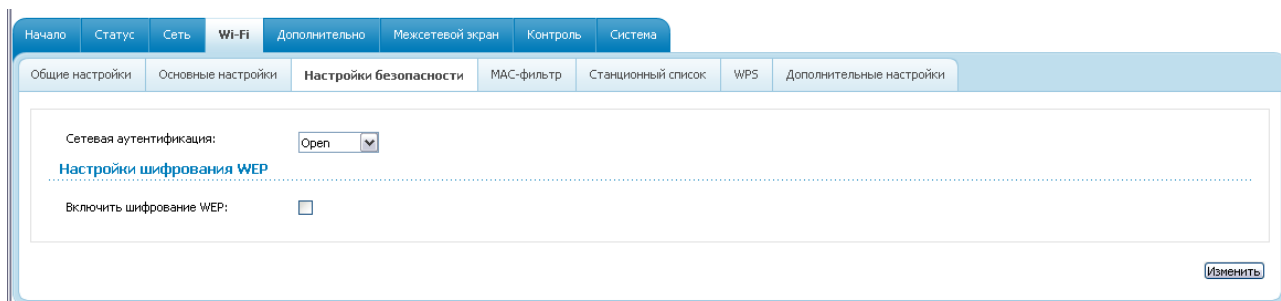 Начало Статус Сеть Wi-Fi Дополнительно Межсетевой экран Контроль Система
Общие настройки Основные настройки Настройки безопасности MAC-фильтр Станционный список WPS Дополнительные настройки
Сетевая аутентификация: Open
Настройки шифрования WEP
Включить шифрование WEP:
Изменить